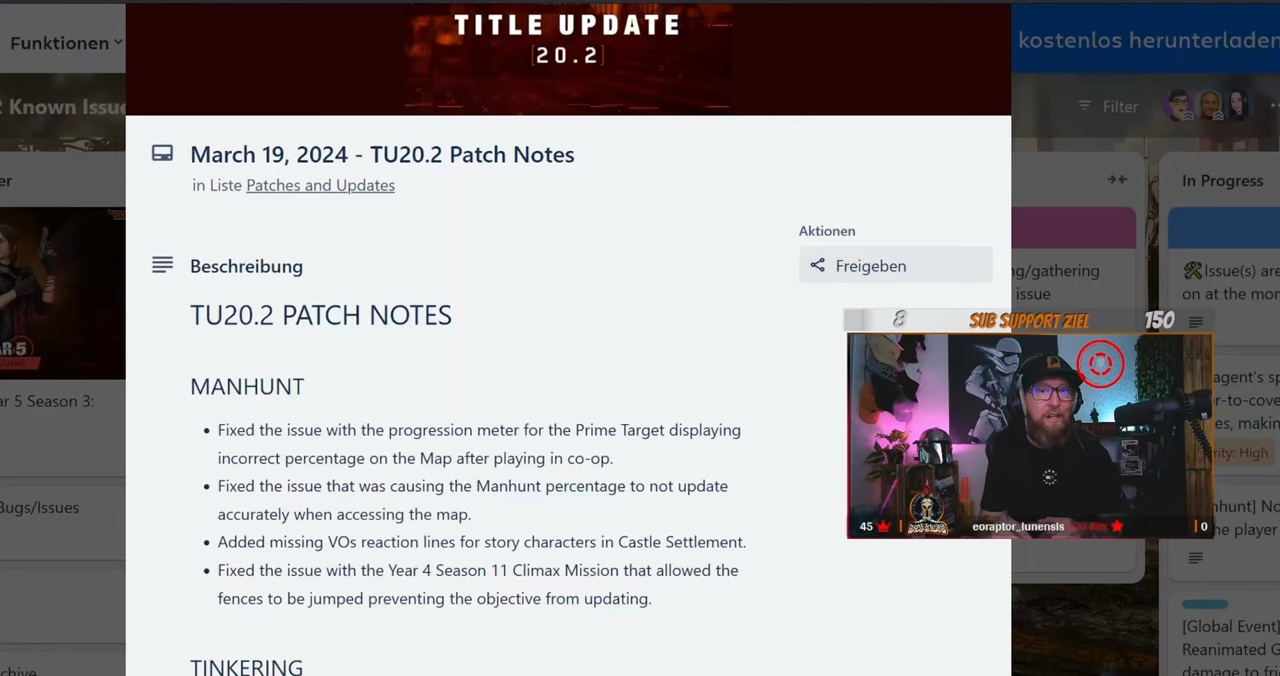 TITLE UPDATE
[20.2]
Funktionen
kostenlos herunterladen
2 Known Issue
Filter
March 19, 2024 - TU20.2 Patch Notes
in Liste Patches and Updates
In Progress
Aktionen
Freigeben
Beschreibung
TU20.2 PATCH NOTES
ng/gathering
issue
🛠Issue(s) are
on at the mom
8
SUB SUPPORT ZIEL
150
MANHUNT
AR 5
ar 5 Season 3:
• Fixed the issue with the progression meter for the Prime Target displaying
incorrect percentage on the Map after playing in co-op.
• Fixed the issue that was causing the Manhunt percentage to not update
accurately when accessing the map.
• Added missing VOs reaction lines for story characters in Castle Settlement.
• Fixed the issue with the Year 4 Season 11 Climax Mission that allowed the
fences to be jumped preventing the objective from updating.
Bugs/Issues
agent's sp
r-to-cove
es, makin
rity: High
nhunt] No
he player
45
eoraptor_lunensis
0
TINKERING
chive
[Global Event]
Reanimated G
damage to frie